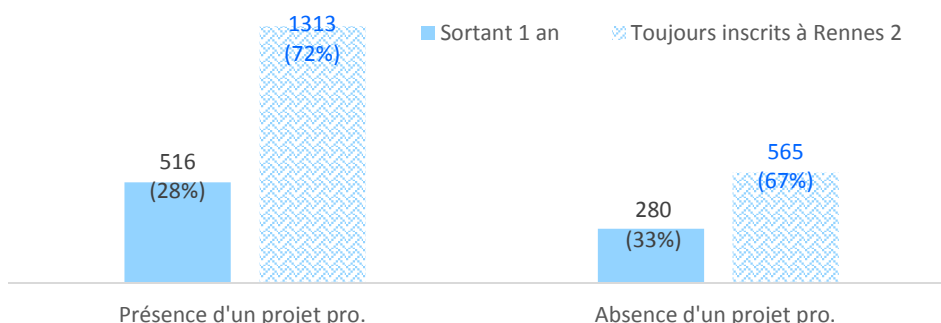 1313
(72%)
Sortant 1 an
Toujours inscrits à Rennes 2
516
(28%)
565
(67%)
280
(33%)
Présence d'un projet pro.
Absence d'un projet pro.